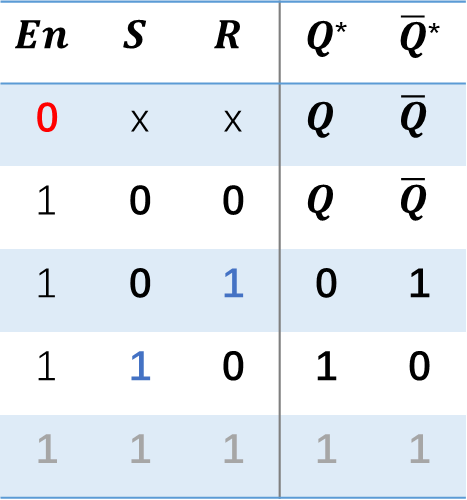 En S R Q* Q̅*
0 x x Q Q̅
1 0 0 Q Q̅
1 0 1 0 1
1 1 0 1 0
1 1 1 1 1